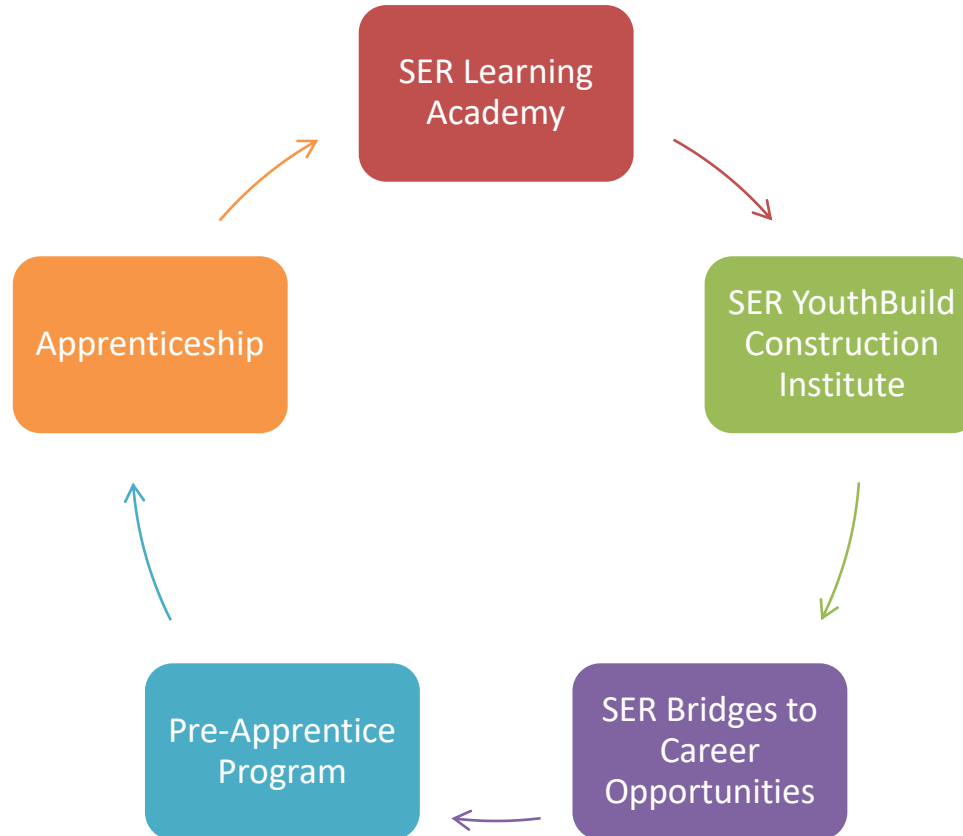 SER Learning
Academy
SER YouthBuild
Construction
Institute
SER Bridges to
Career
Opportunities
Pre-Apprentice
Program
Apprenticeship